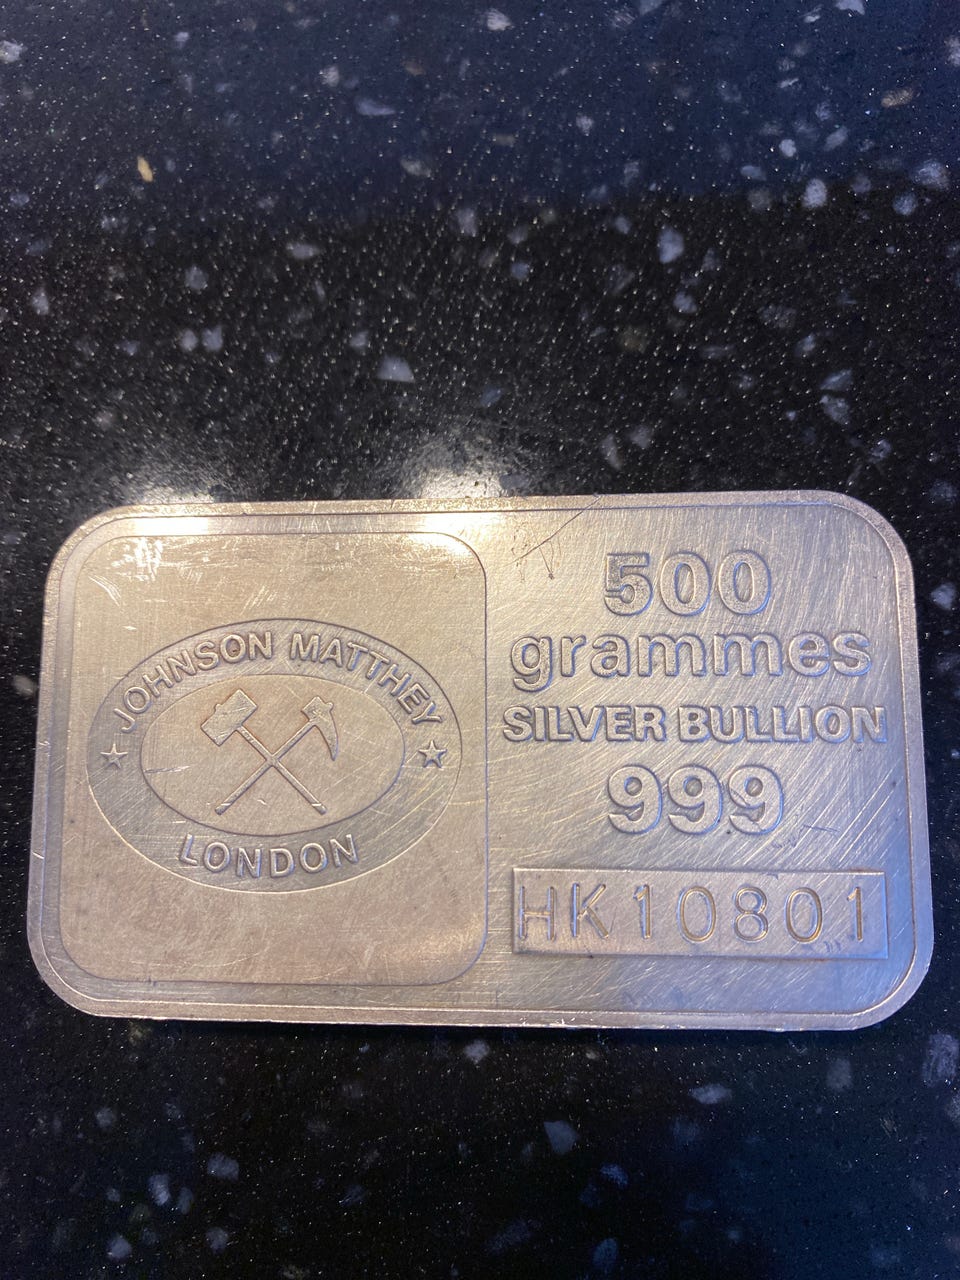 JOHNSON MATTHEY
LONDON
500
grammes
SILVER BULLION
999
HK10801